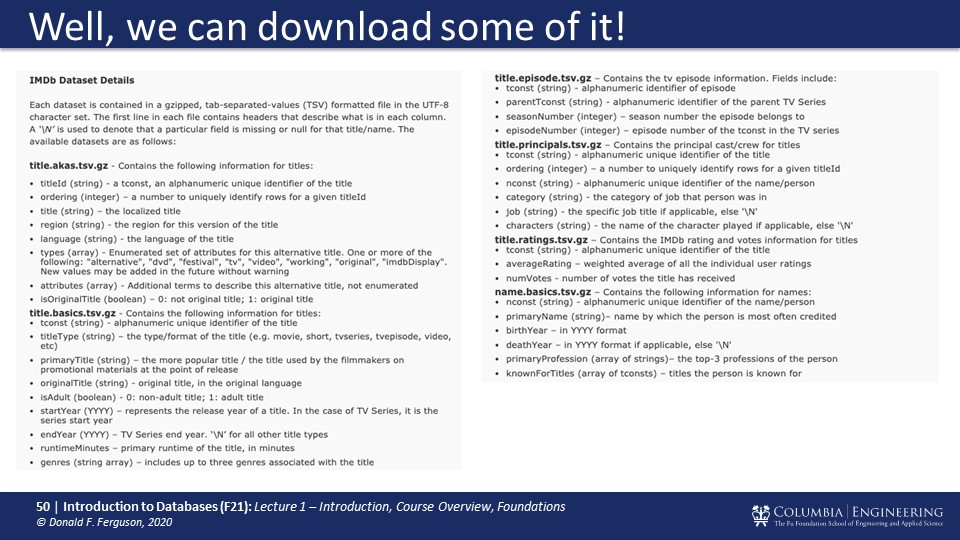 Well, we can download some of it!
IMDb Dataset Details
Each dataset is contained in a gzipped, tab-separated-values (TSV) formatted file in the UTF-8
character set. The first line in each file contains headers that describe what is in each column.
A '\N' is used to denote that a particular field is missing or null for that title/name. The
available datasets are as follows:
title.akas.tsv.gz - Contains the following information for titles:
• titleId (string) - a tconst, an alphanumeric unique identifier of the title
• ordering (integer) – a number to uniquely identify rows for a given titleId
• title (string) – the localized title
• region (string) - the region for this version of the title
• language (string) - the language of the title
• types (array) - Enumerated set of attributes for this alternative title. One or more of the
following: "alternative", "dvd", "festival", "tv", "video", "working", "original", "imdbDisplay".
New values may be added in the future without warning
• attributes (array) - Additional terms to describe this alternative title, not enumerated
• isOriginalTitle (boolean) – 0: not original title; 1: original title
title.basics.tsv.gz - Contains the following information for titles:
• tconst (string) - alphanumeric unique identifier of the title
• titleType (string) – the type/format of the title (e.g. movie, short, tvseries, tvepisode, video,
etc)
• primaryTitle (string) – the more popular title / the title used by the filmmakers on
promotional materials at the point of release
• originalTitle (string) - original title, in the original language
• isAdult (boolean) - 0: non-adult title; 1: adult title
• startYear (YYYY) – represents the release year of a title. In the case of TV Series, it is the
series start year
• endYear (YYYY) – TV Series end year. '\N' for all other title types
• runtimeMinutes – primary runtime of the title, in minutes
• genres (string array) – includes up to three genres associated with the title
title.episode.tsv.gz – Contains the tv episode information. Fields include:
• tconst (string) - alphanumeric identifier of episode
• parentTconst (string) - alphanumeric identifier of the parent TV Series
• seasonNumber (integer) – season number the episode belongs to
• episodeNumber (integer) – episode number of the tconst in the TV series
title.principals.tsv.gz – Contains the principal cast/crew for titles
• tconst (string) - alphanumeric unique identifier of the title
• ordering (integer) – a number to uniquely identify rows for a given titleId
• nconst (string) - alphanumeric unique identifier of the name/person
• category (string) - the category of job that person was in
• job (string) - the specific job title if applicable, else '\N'
• characters (string) - the name of the character played if applicable, else '\N'
title.ratings.tsv.gz – Contains the IMDb rating and votes information for titles
• tconst (string) - alphanumeric unique identifier of the title
• averageRating – weighted average of all the individual user ratings
• numVotes - number of votes the title has received
name.basics.tsv.gz – Contains the following information for names:
• nconst (string) - alphanumeric unique identifier of the name/person
• primaryName (string)– name by which the person is most often credited
• birthYear – in YYYY format
• deathYear – in YYYY format if applicable, else '\N'
• primaryProfession (array of strings)– the top-3 professions of the person
• knownForTitles (array of tconsts) – titles the person is known for
50 | Introduction to Databases (F21): Lecture 1 – Introduction, Course Overview, Foundations
© Donald F. Ferguson, 2020
COLUMBIA | ENGINEERING
The Fu Foundation School of Engineering and Applied Science